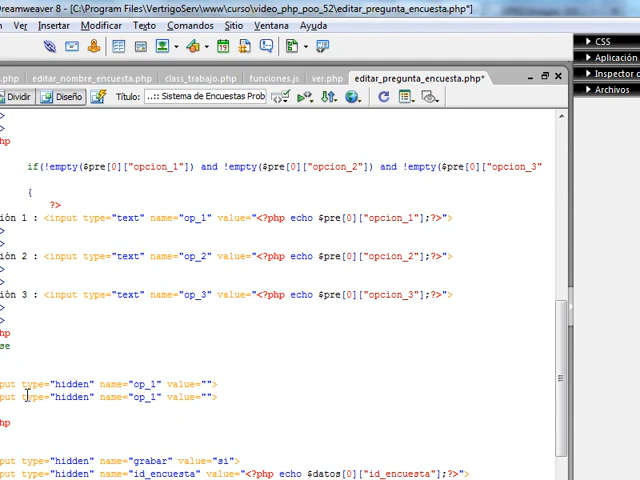 Dreamweaver 8 - [C:\Program Files\VertrigoServ\www\curso\video_php_poo_52\editar_pregunta_encuesta.php*]
Ver Insertar Modificar Texto Comandos Sitio Ventana Ayuda
CSS
Aplicación
Inspector d
Archivos
.php editar_nombre_encuesta.php class_trabajo.php funciones.js ver.php editar_pregunta_encuesta.php*
Dividir Diseño Título: ..:: Sistema de Encuestas Prob
>
>
hp
if(!empty($pre[0]["opcion_1"]) and !empty($pre[0]["opcion_2"]) and !empty($pre[0]["opcion_3"
{
?>
ión 1 : <input type="text" name="op_1" value="<?php echo $pre[0]["opcion_1"];?>">
>
ión 2 : <input type="text" name="op_2" value="<?php echo $pre[0]["opcion_2"];?>">
>
ión 3 : <input type="text" name="op_3" value="<?php echo $pre[0]["opcion_3"];?>">
>
>
hp
se
put type="hidden" name="op_1" value="">
put type="hidden" name="op_1" value="">
hp
put type="hidden" name="grabar" value="si">
put type="hidden" name="id_encuesta" value="<?php echo $datos[0]["id_encuesta"];?>">